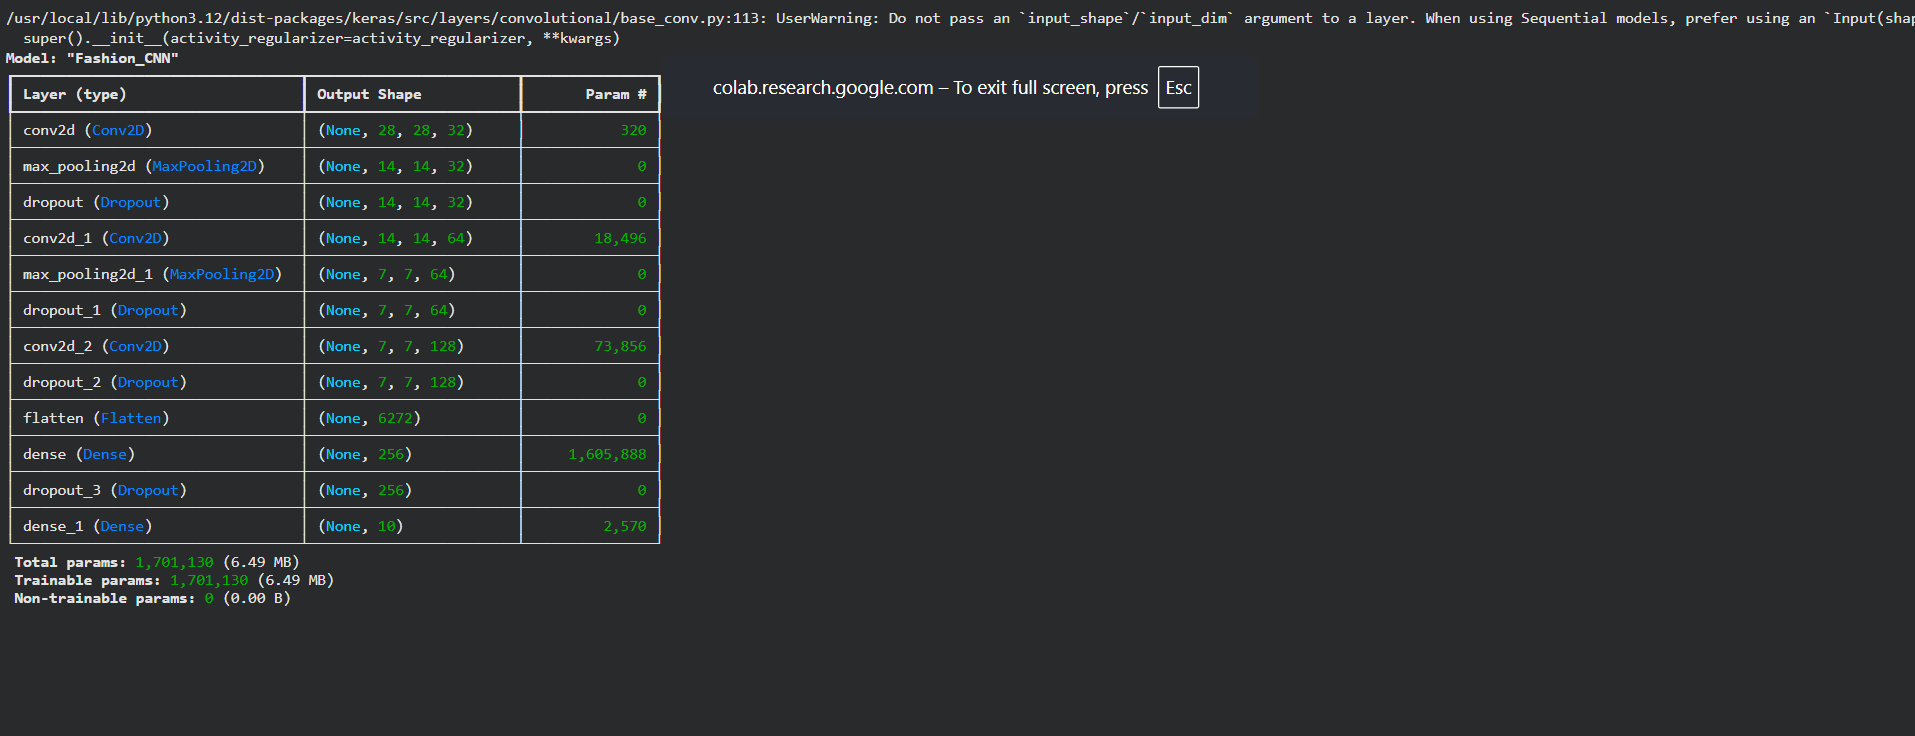 /usr/local/lib/python3.12/dist-packages/keras/src/layers/convolutional/base_conv.py:113: UserWarning: Do not pass an `input_shape`/`input_dim` argument to a layer. When using Sequential models, prefer using an `Input(shap
super().__init__(activity_regularizer=activity_regularizer, **kwargs)
Model: "Fashion_CNN"
colab.research.google.com – To exit full screen, press Esc
Layer (type) Output Shape Param #
conv2d (Conv2D) (None, 28, 28, 32) 320
max_pooling2d (MaxPooling2D) (None, 14, 14, 32) 0
dropout (Dropout) (None, 14, 14, 32) 0
conv2d_1 (Conv2D) (None, 14, 14, 64) 18,496
max_pooling2d_1 (MaxPooling2D) (None, 7, 7, 64) 0
dropout_1 (Dropout) (None, 7, 7, 64) 0
conv2d_2 (Conv2D) (None, 7, 7, 128) 73,856
dropout_2 (Dropout) (None, 7, 7, 128) 0
flatten (Flatten) (None, 6272) 0
dense (Dense) (None, 256) 1,605,888
dropout_3 (Dropout) (None, 256) 0
dense_1 (Dense) (None, 10) 2,570
Total params: 1,701,130 (6.49 MB)
Trainable params: 1,701,130 (6.49 MB)
Non-trainable params: 0 (0.00 B)